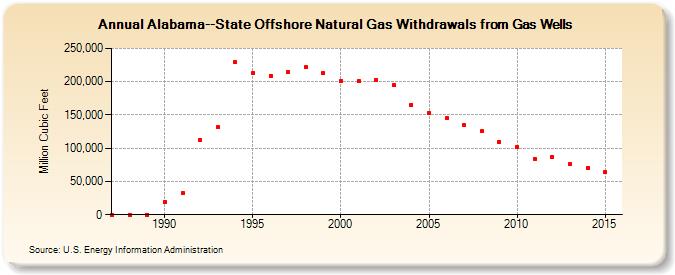 Annual Alabama--State Offshore Natural Gas Withdrawals from Gas Wells
Million Cubic Feet
250,000
200,000
150,000
100,000
50,000
0
1990 1995 2000 2005 2010 2015
Source: U.S. Energy Information Administration